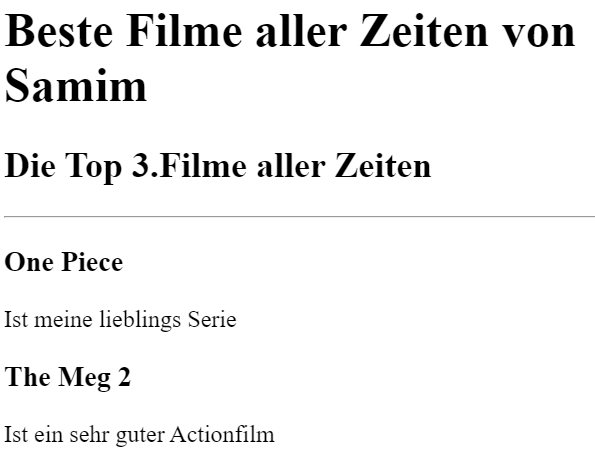 Beste Filme aller Zeiten von
Samim
Die Top 3.Filme aller Zeiten
One Piece
Ist meine lieblings Serie
The Meg 2
Ist ein sehr guter Actionfilm